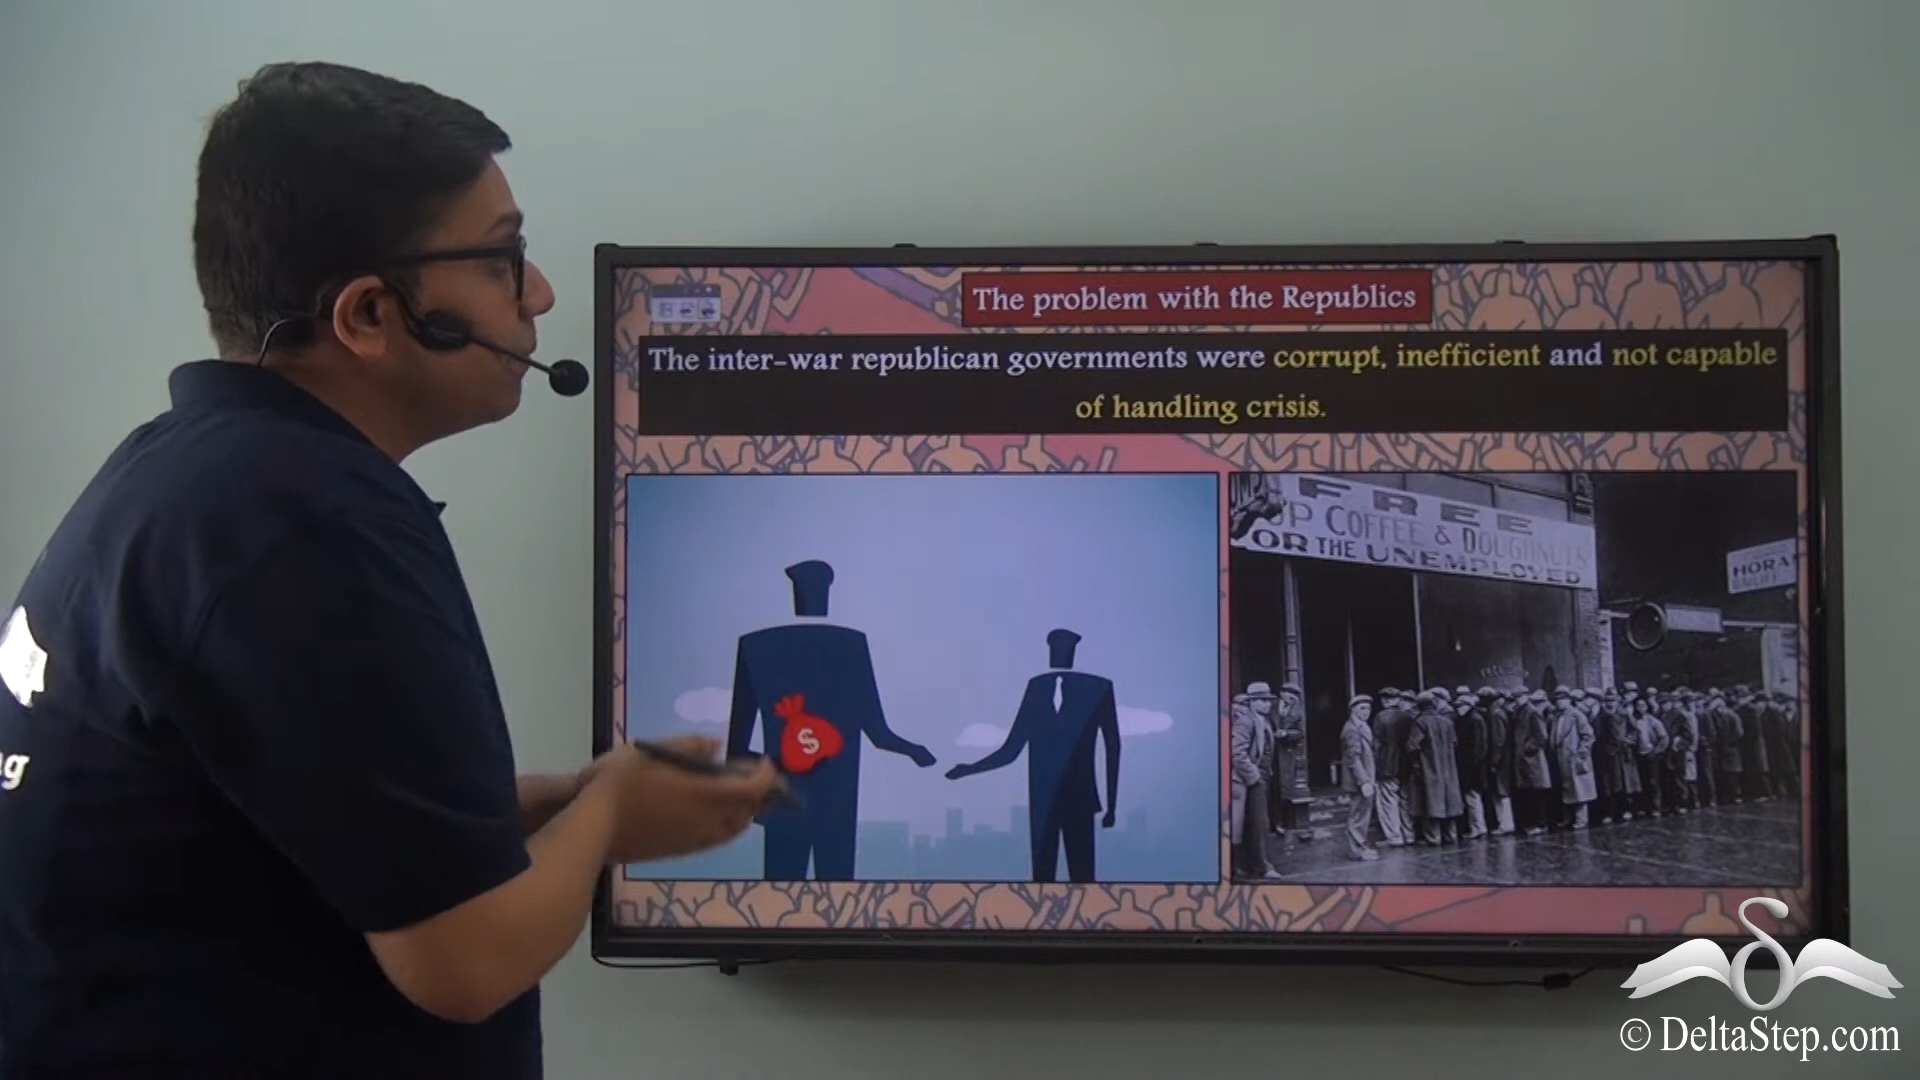 The problem with the Republics
The inter-war republican governments were corrupt, inefficient and not capable
of handling crisis.
$
FREE
COFFEE & DOUGHNUTS
FOR THE UNEMPLOYED
HORA
g
© DeltaStep.com